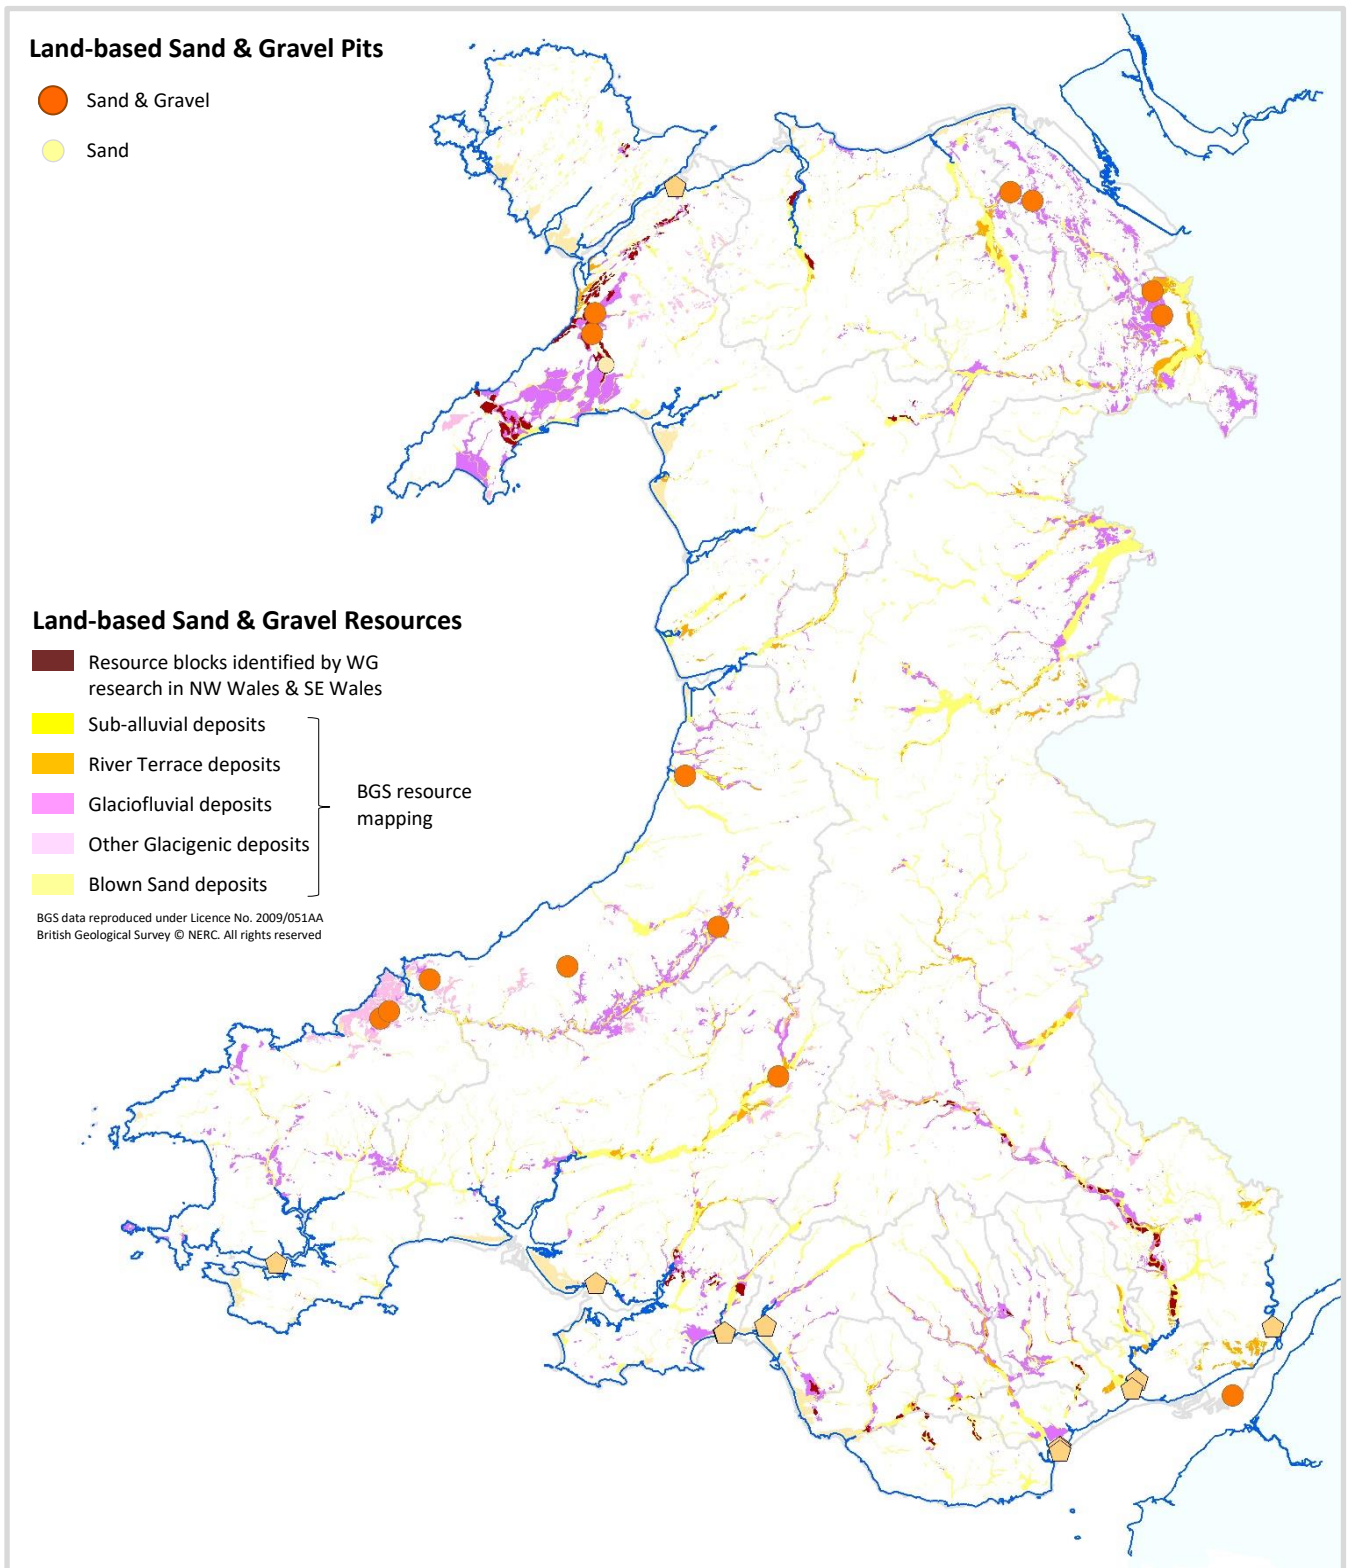 Land-based Sand & Gravel Pits
Sand & Gravel
Sand
Land-based Sand & Gravel Resources
Resource blocks identified by WG
research in NW Wales & SE Wales
Sub-alluvial deposits
River Terrace deposits
Glaciofluvial deposits
Other Glacigenic deposits
Blown Sand deposits
BGS resource
mapping
BGS data reproduced under Licence No. 2009/051AA
British Geological Survey © NERC. All rights reserved